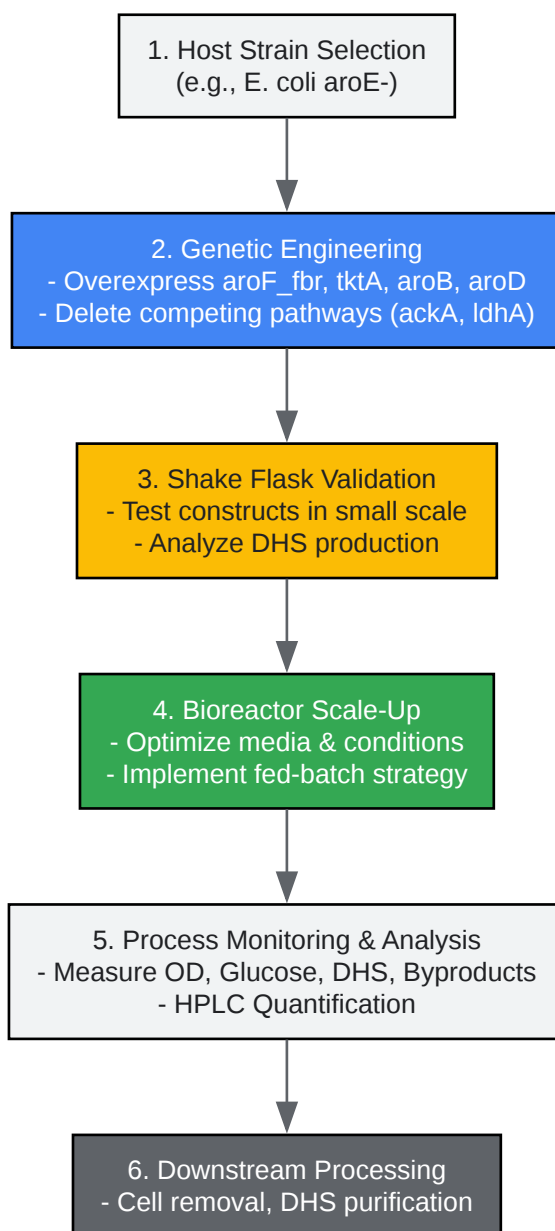 1. Host Strain Selection
(e.g., E. coli aroE-)
2. Genetic Engineering
- Overexpress aroF_fbr, tktA, aroB, aroD
- Delete competing pathways (ackA, ldhA)
3. Shake Flask Validation
- Test constructs in small scale
- Analyze DHS production
4. Bioreactor Scale-Up
- Optimize media & conditions
- Implement fed-batch strategy
5. Process Monitoring & Analysis
- Measure OD, Glucose, DHS, Byproducts
- HPLC Quantification
6. Downstream Processing
- Cell removal, DHS purification